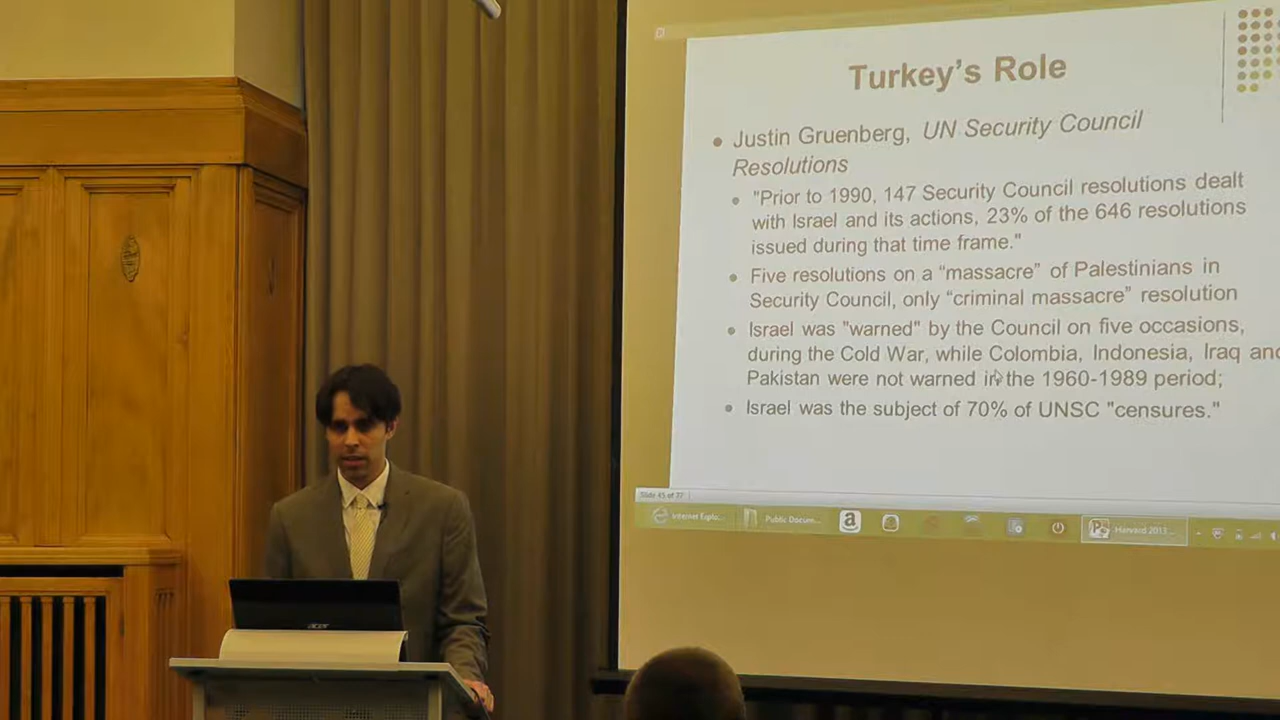 Turkey's Role
Justin Gruenberg, UN Security Council
Resolutions
"Prior to 1990, 147 Security Council resolutions dealt
with Israel and its actions, 23% of the 646 resolutions
issued during that time frame."
Five resolutions on a “massacre” of Palestinians in
Security Council, only “criminal massacre” resolution
Israel was "warned" by the Council on five occasions,
during the Cold War, while Colombia, Indonesia, Iraq and
Pakistan were not warned in the 1960-1989 period;
Israel was the subject of 70% of UNSC "censures."
Slide 45 of 77
Internet Explo...
Public Docum...
a
Harvard 2013 ...
acer